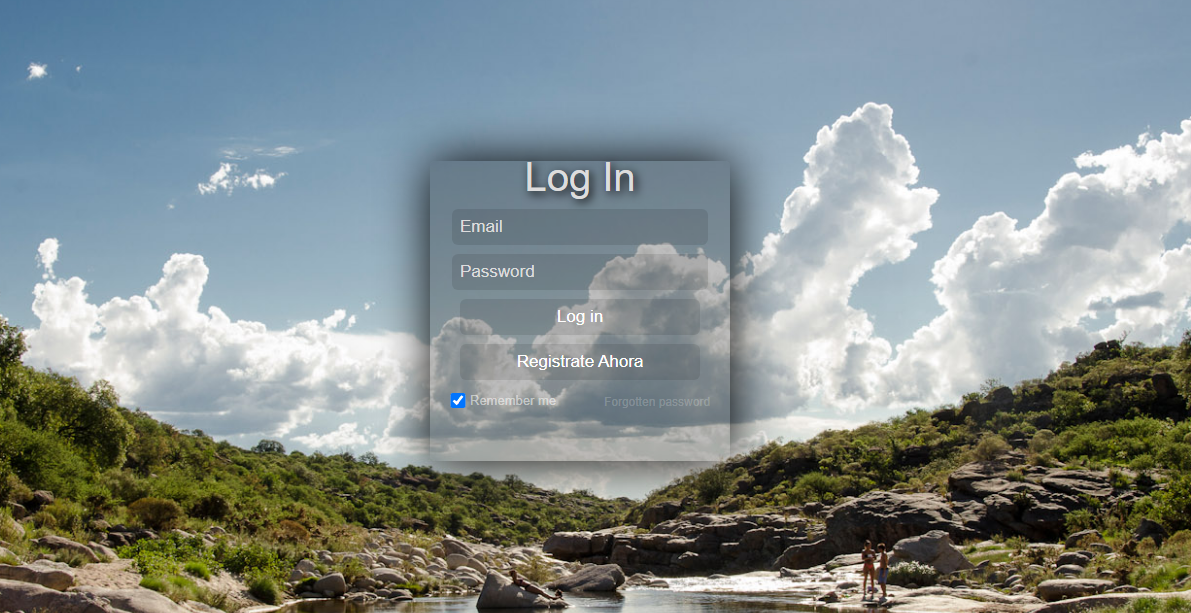 Log In
Email
Password
Log in
Registrate Ahora
Remember me
Forgotten password